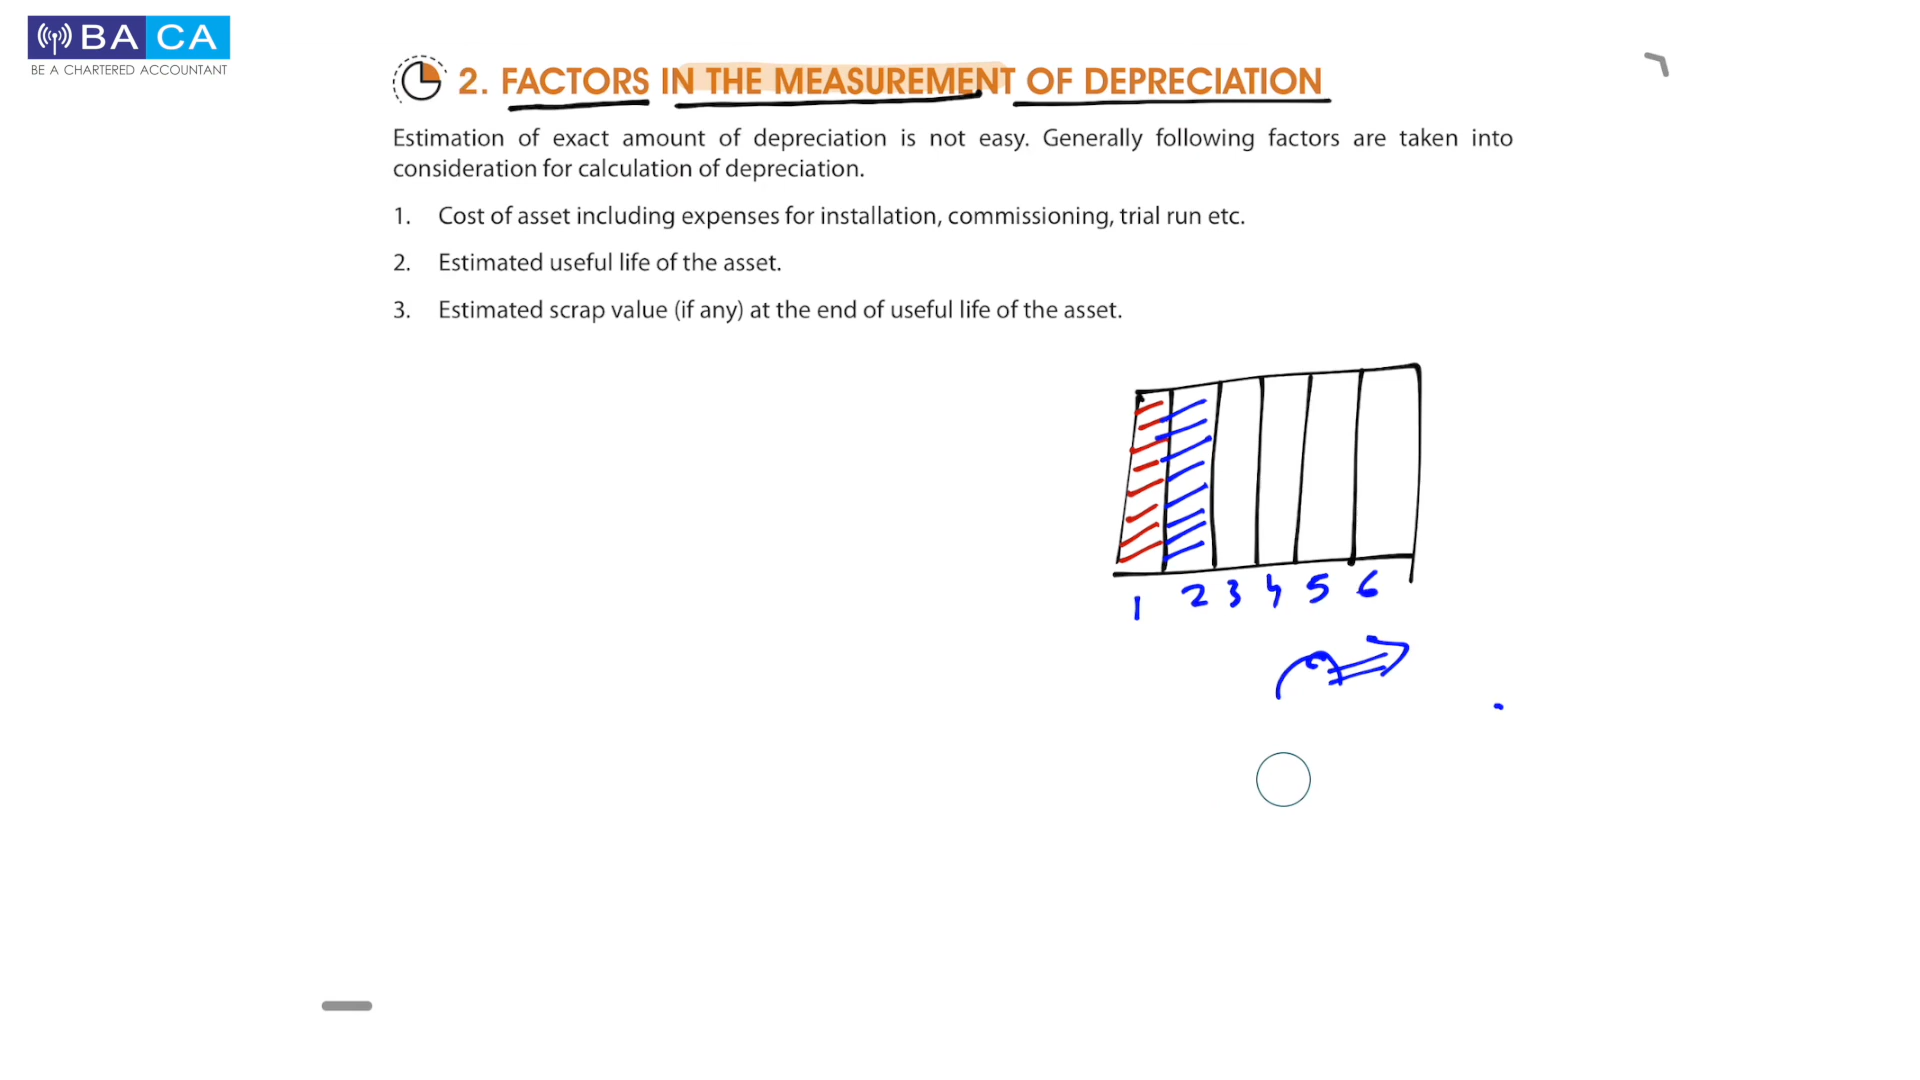 BA CA
BE A CHARTERED ACCOUNTANT
2. FACTORS IN THE MEASUREMENT OF DEPRECIATION
Estimation of exact amount of depreciation is not easy. Generally following factors are taken into
consideration for calculation of depreciation.
1. Cost of asset including expenses for installation, commissioning, trial run etc.
2. Estimated useful life of the asset.
3. Estimated scrap value (if any) at the end of useful life of the asset.
1 2 3 4 5 6